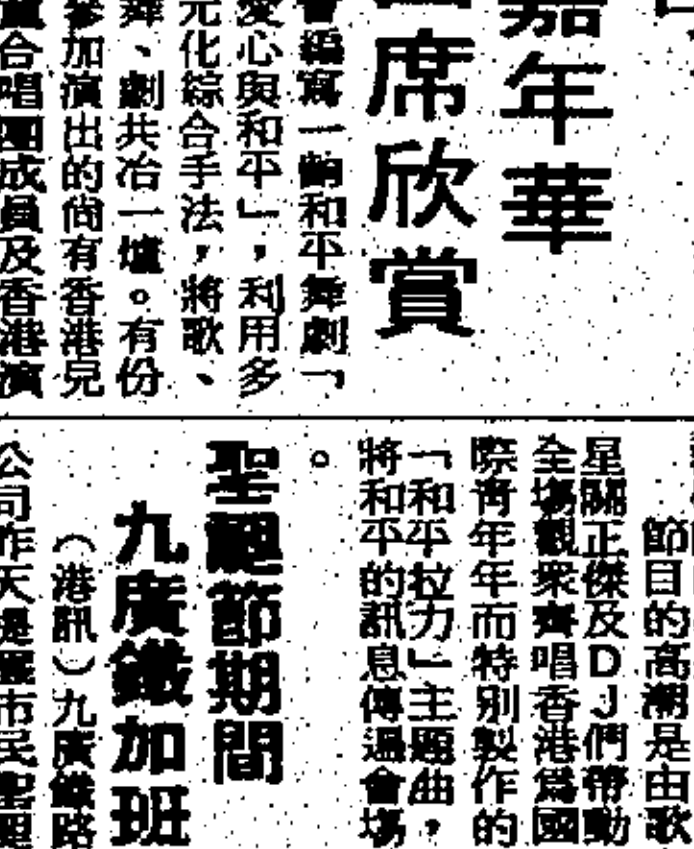 嘉年華
席欣賞
會編寫一齣和平舞劇「
愛心與和平」，利用多
元化綜合手法，將歌、
舞、劇共冶一爐。有份
參加演出的尚有香港兒
童合唱團成員及香港演
節目的高潮是由歌
星關正傑及DJ們帶動
全場觀眾齊唱香港爲國
際青年年而特別製作的
「和平拉力」主題曲，
將和平的訊息傳遍會場
。
聖誕節期間
九廣鐵加班
（港訊）九廣鐵路
公司昨天提醒市民聖誕